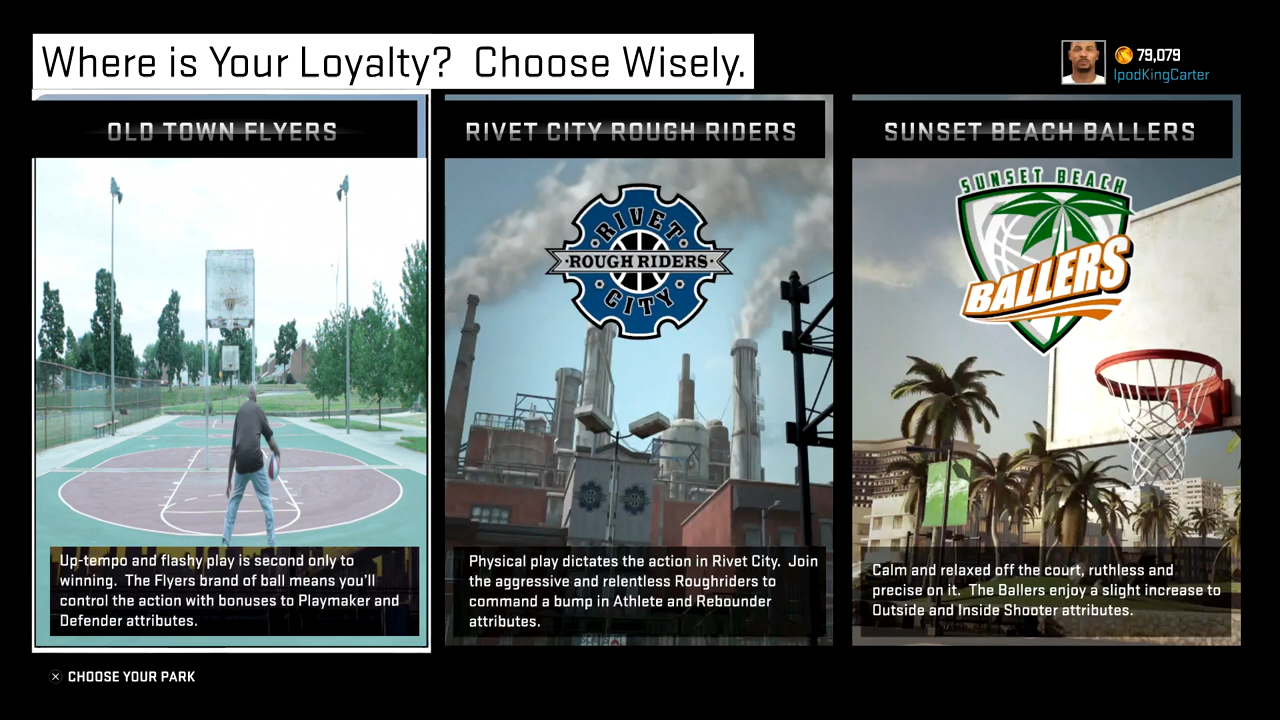 Where is Your Loyalty?  Choose Wisely.
79,079
IpodKingCarter
OLD TOWN FLYERS
Up-tempo and flashy play is second only to
winning.  The Flyers brand of ball means you'll
control the action with bonuses to Playmaker and
Defender attributes.
RIVET CITY ROUGH RIDERS
RIVET
ROUGH RIDERS
CITY
Physical play dictates the action in Rivet City.  Join
the aggressive and relentless Roughriders to
command a bump in Athlete and Rebounder
attributes.
SUNSET BEACH BALLERS
SUNSET BEACH
BALLERS
Calm and relaxed off the court, ruthless and
precise on it.  The Ballers enjoy a slight increase to
Outside and Inside Shooter attributes.
CHOOSE YOUR PARK